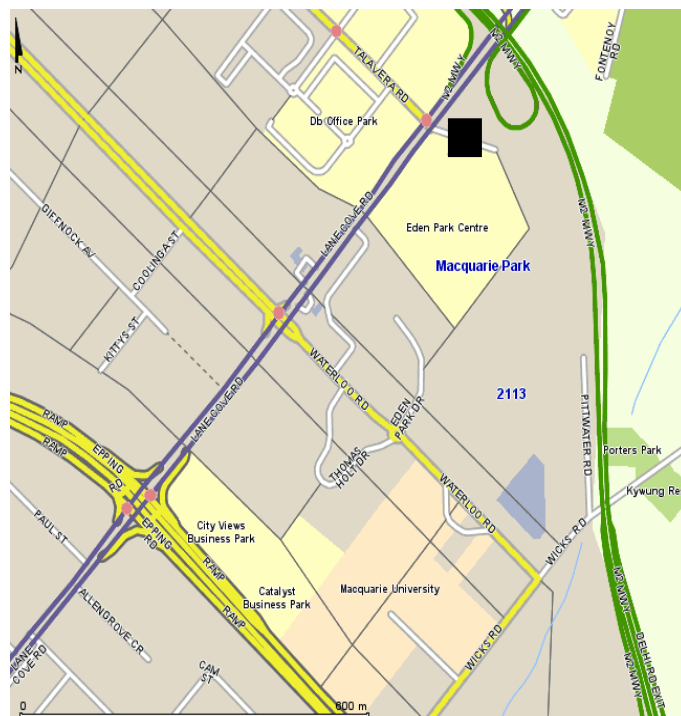 N
M2 MWY
M2 MWY
FONTENOY
RD
TALAVERA RD
Db Office Park
LANE COVE RD
Eden Park Centre
M2 MWY
Macquarie Park
GIFFNOCK AV
COOLINGA ST
KITTYS ST
WATERLOO RD
LANE COVE RD
2113
EDEN
PARK DR
PITTWATER RD
THOMAS
HOLT DR
WATERLOO RD
Porters Park
Kywung Re
RAMP
EPPING
RD
RAMP
EPPING
RD
RAMP
RAMP
City Views
Business Park
PAUL ST
WICKS RD
Catalyst
Business Park
Macquarie University
ALLENGROVE CR
M2 MWY
DELHI RD EXIT
M2 MWY
WICKS RD
LANE
COVE RD
CAM
ST
0
600 m